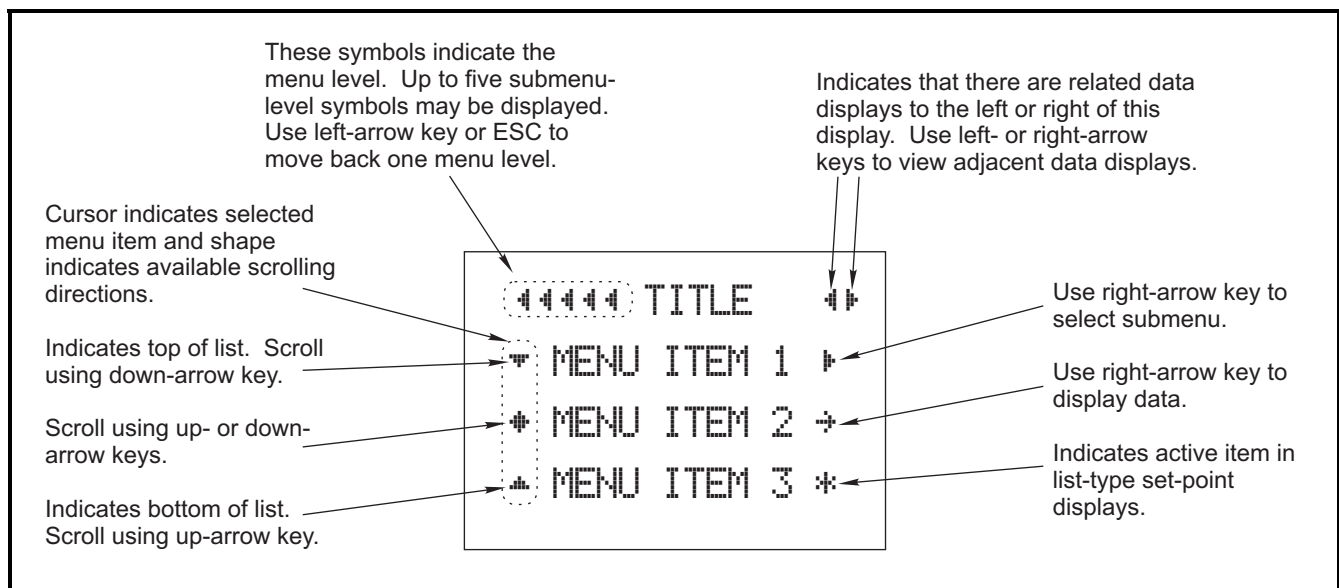 These symbols indicate the
menu level.  Up to five submenu-
level symbols may be displayed.
Use left-arrow key or ESC to
move back one menu level.
Indicates that there are related data
displays to the left or right of this
display.  Use left- or right-arrow
keys to view adjacent data displays.
Cursor indicates selected
menu item and shape
indicates available scrolling
directions.
Indicates top of list.  Scroll
using down-arrow key.
Scroll using up- or down-
arrow keys.
Indicates bottom of list.
Scroll using up-arrow key.
TITLE
MENU ITEM 1
MENU ITEM 2
MENU ITEM 3
Use right-arrow key to
select submenu.
Use right-arrow key to
display data.
Indicates active item in
list-type set-point
displays.